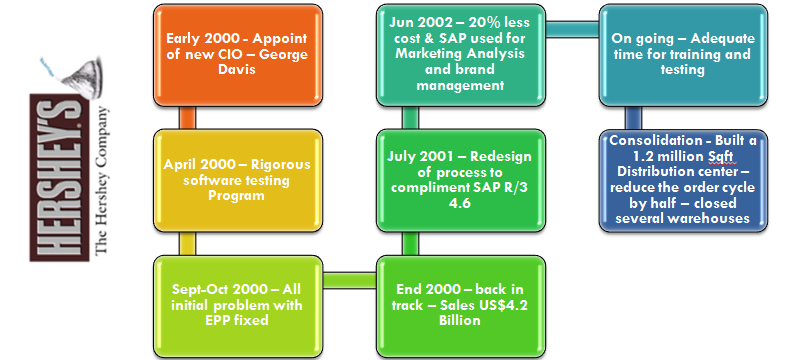 HERSHEY'S
The Hershey Company
Early 2000 - Appoint
of new CIO – George
Davis
April 2000 – Rigorous
software testing
Program
Sept-Oct 2000 – All
initial problem with
EPP fixed
End 2000 – back in
track – Sales US$4.2
Billion
July 2001 – Redesign
of process to
compliment SAP R/3
4.6
Jun 2002 – 20% less
cost & SAP used for
Marketing Analysis
and brand
management
On going – Adequate
time for training and
testing
Consolidation - Built a
1.2 million Sqft
Distribution center –
reduce the order cycle
by half – closed
several warehouses